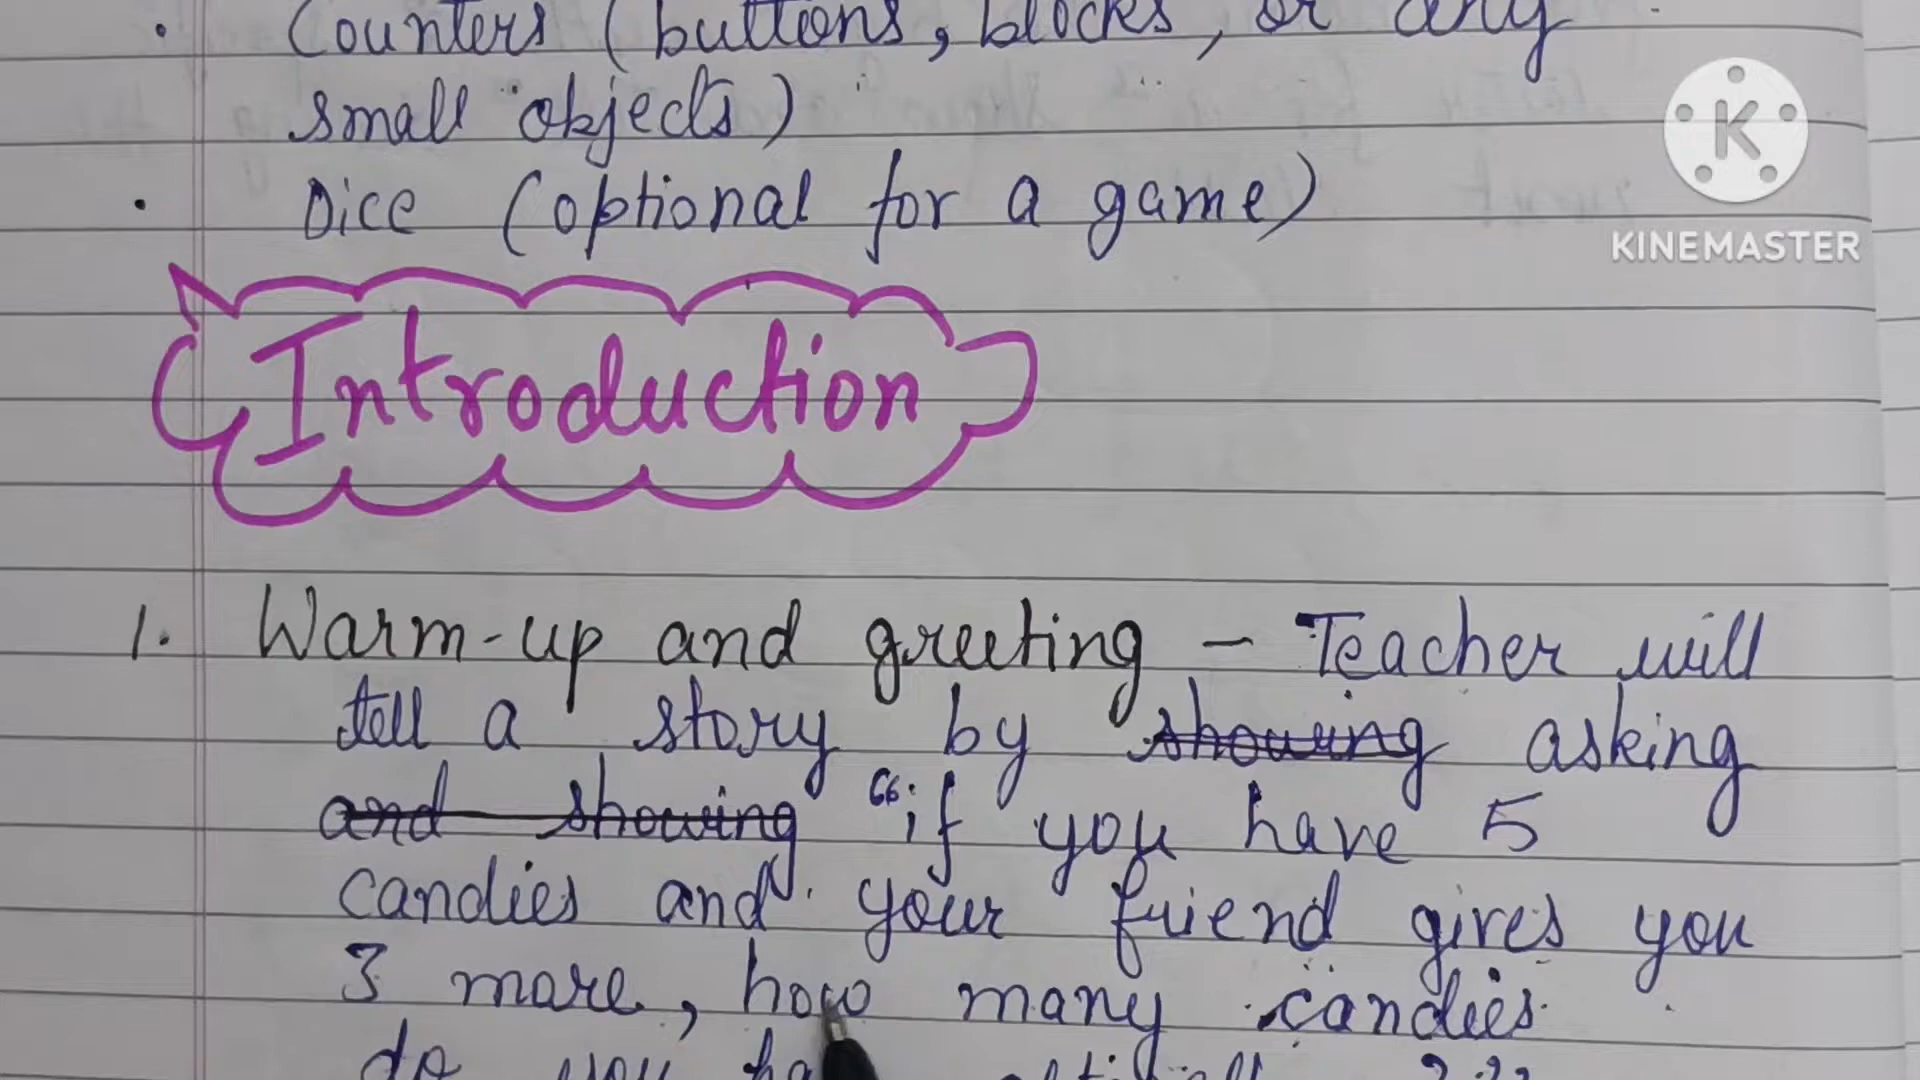 • Counters (buttons, blocks, or any
small objects)
• Dice (optional for a game)
K
KINEMASTER
Introduction
1. Warm-up and greeting - Teacher will
tell a story by showing asking
and showing "if you have 5
candies and your friend gives you
3 more, how many candies
do you